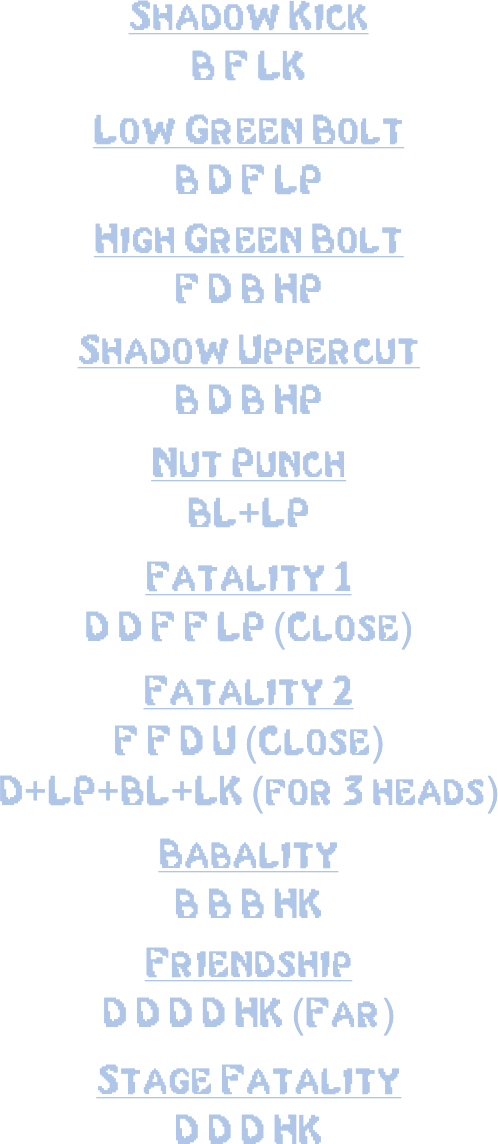 Shadow Kick
B F LK
Low Green Bolt
B D F LP
High Green Bolt
F D B HP
Shadow Uppercut
B D B HP
Nut Punch
BL+LP
Fatality 1
D D F F LP (Close)
Fatality 2
F F D U (Close)
D+LP+BL+LK (for 3 heads)
Babality
B B B HK
Friendship
D D D D HK (Far)
Stage Fatality
D D D HK